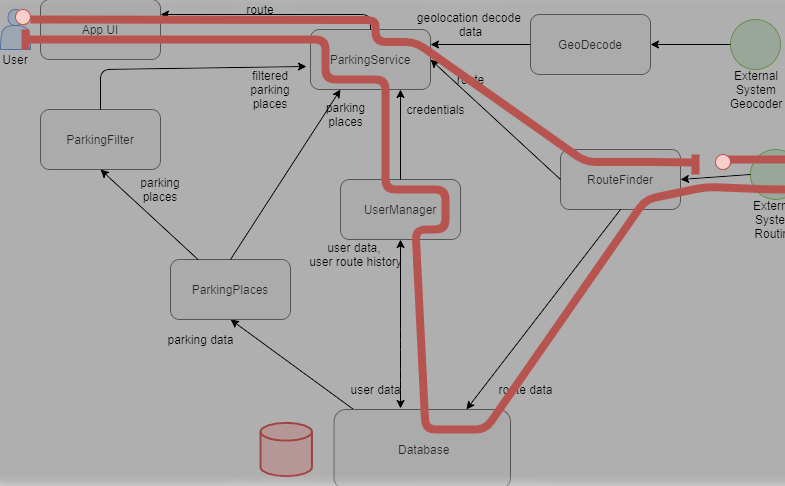 route
App UI
User
geolocation decode
data
GeoDecode
External
System
Geocoder
ParkingService
filtered
parking
places
route
parking
places
credentials
ParkingFilter
parking
places
RouteFinder
UserManager
Extern
Syste
Routin
user data,
user route history
ParkingPlaces
parking data
user data
route data
Database